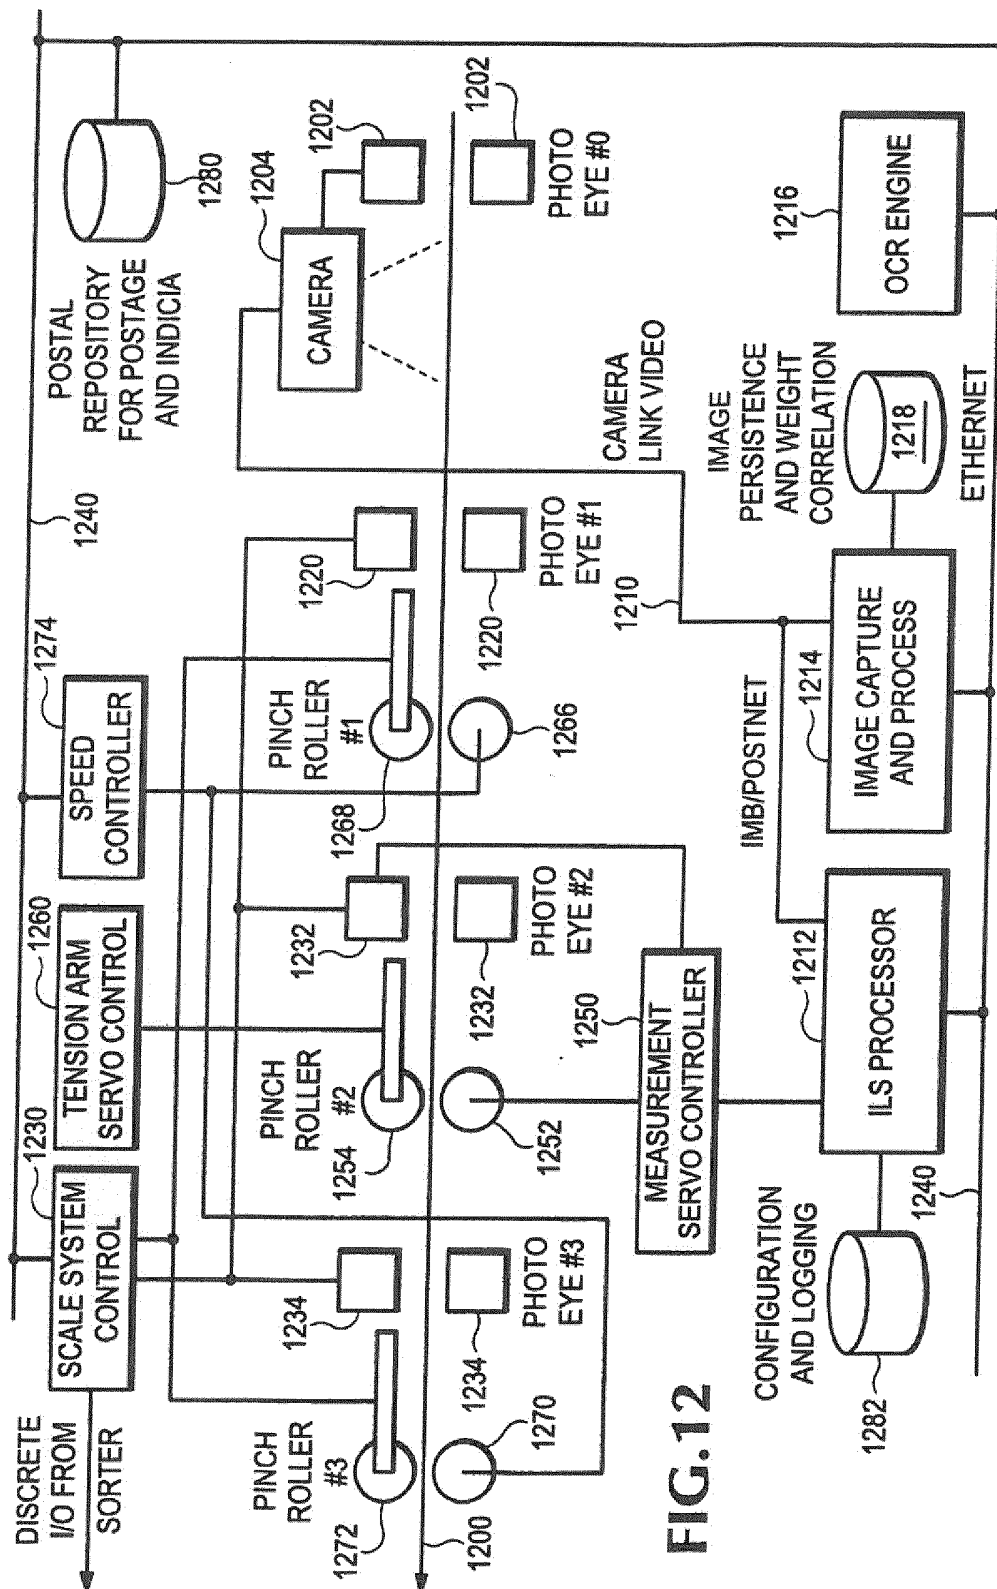 DISCRETE
I/O FROM
SORTER
1230
SCALE SYSTEM
CONTROL
1260
TENSION ARM
SERVO CONTROL
1274
SPEED
CONTROLLER
1240
POSTAL
REPOSITORY
FOR POSTAGE
AND INDICIA
1280
PINCH
ROLLER
#3
1272
1234
PINCH
ROLLER
#2
1254
1232
PINCH
ROLLER
#1
1268
1220
CAMERA
1204
1202
1200
1270
1234
PHOTO
EYE #3
1252
1232
PHOTO
EYE #2
1266
1220
PHOTO
EYE #1
1202
PHOTO
EYE #0
CAMERA
LINK VIDEO
1210
FIG.12
1250
MEASUREMENT
SERVO CONTROLLER
CONFIGURATION
AND LOGGING
1282
1212
ILS PROCESSOR
1240
IMB/POSTNET
1214
IMAGE CAPTURE
AND PROCESS
IMAGE
PERSISTENCE
AND WEIGHT
CORRELATION
1218
ETHERNET
1216
OCR ENGINE